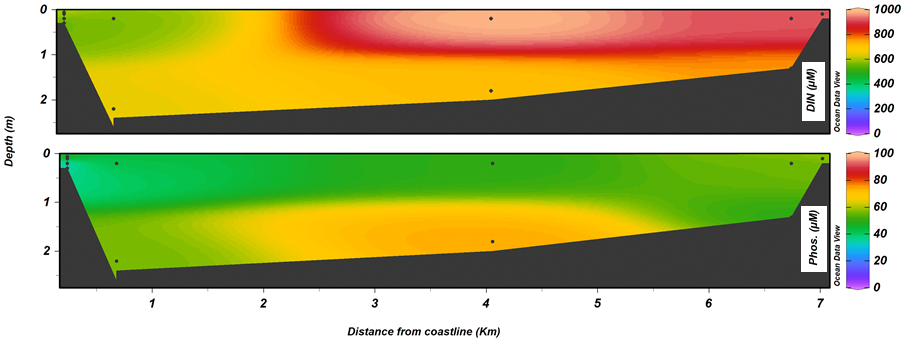 0
1
2
DIN (µM)
Ocean Data View
1000
800
600
400
200
0
Depth (m)
0
1
2
Phos. (µM)
Ocean Data View
100
80
60
40
20
0
1 2 3 4 5 6 7
Distance from coastline (Km)